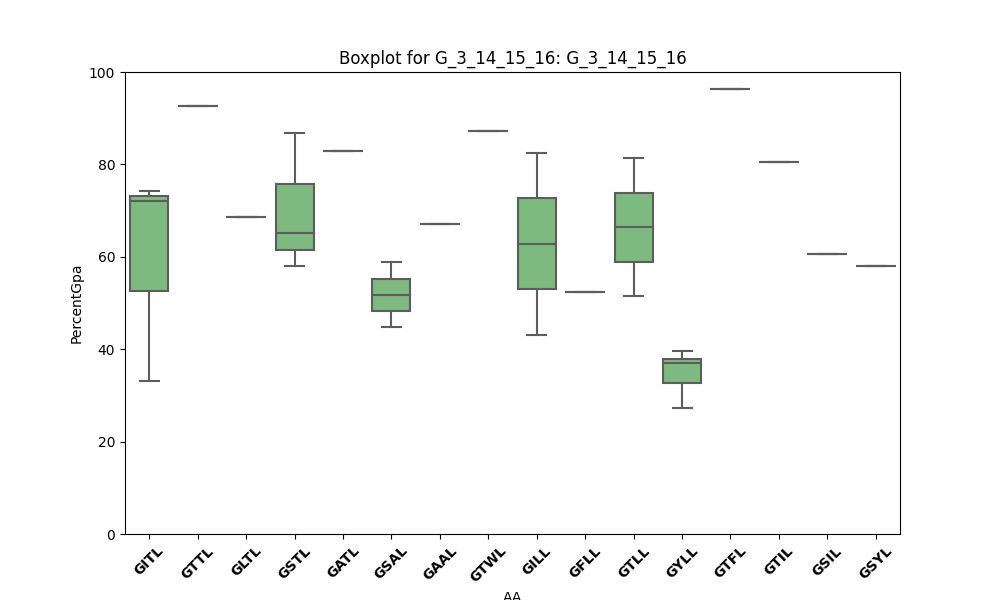 Boxplot for G_3_14_15_16: G_3_14_15_16
PercentGpa
100
80
60
40
20
0
GITL GTTL GLTL GSTL GATL GSAL GAAL GTWL GILL GFLL GTLL GYLL GTFL GTIL GSIL GSYL
AA